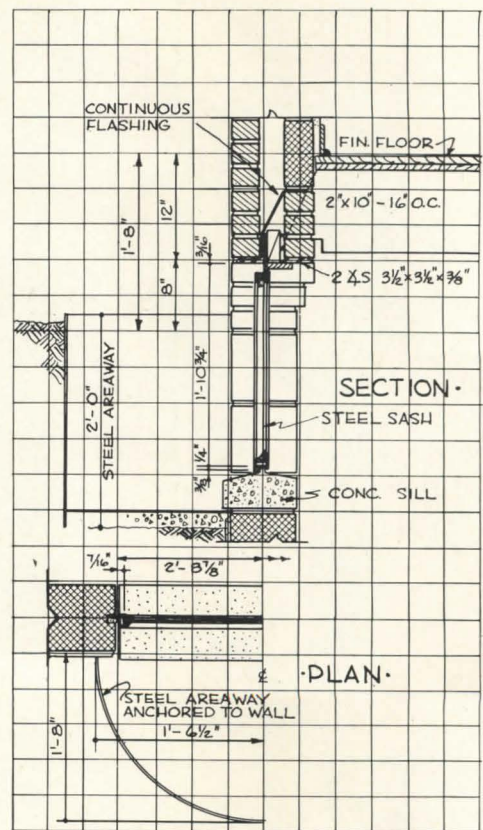 CONTINUOUS
FLASHING
FIN. FLOOR
1'-8"
12"
2"x10"-16"O.C.
1 3/16"
8"
2 ∡S 3½"x3½"x⅜"
2'-0"
STEEL AREAWAY
1'-10¾"
SECTION·
STEEL SASH
¼"
⅜"
CONC. SILL
7/16"
2'-8⅞"
℄
·PLAN·
STEEL AREAWAY
ANCHORED TO WALL
1'-8"
1'-6½"